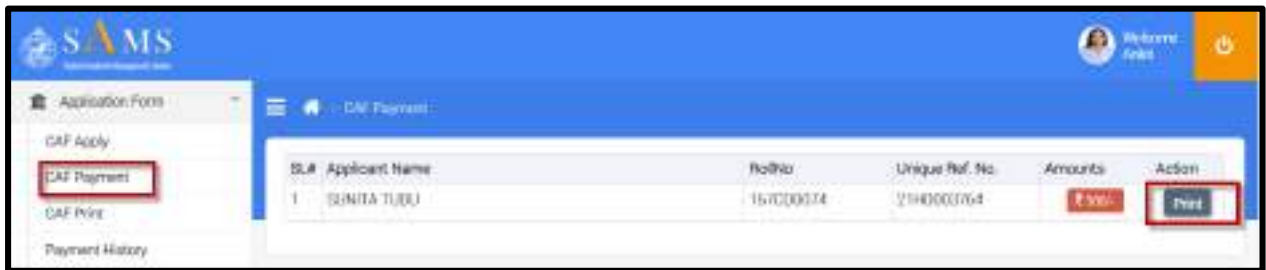 SAMS
Welcome
Application Form
CAF Payment
CAF Apply
CAF Payment
CAF Print
Payment History
SL# Applicant Name RollNo Unique Ref. No. Amounts Action
1 SUNITA TUDU Print